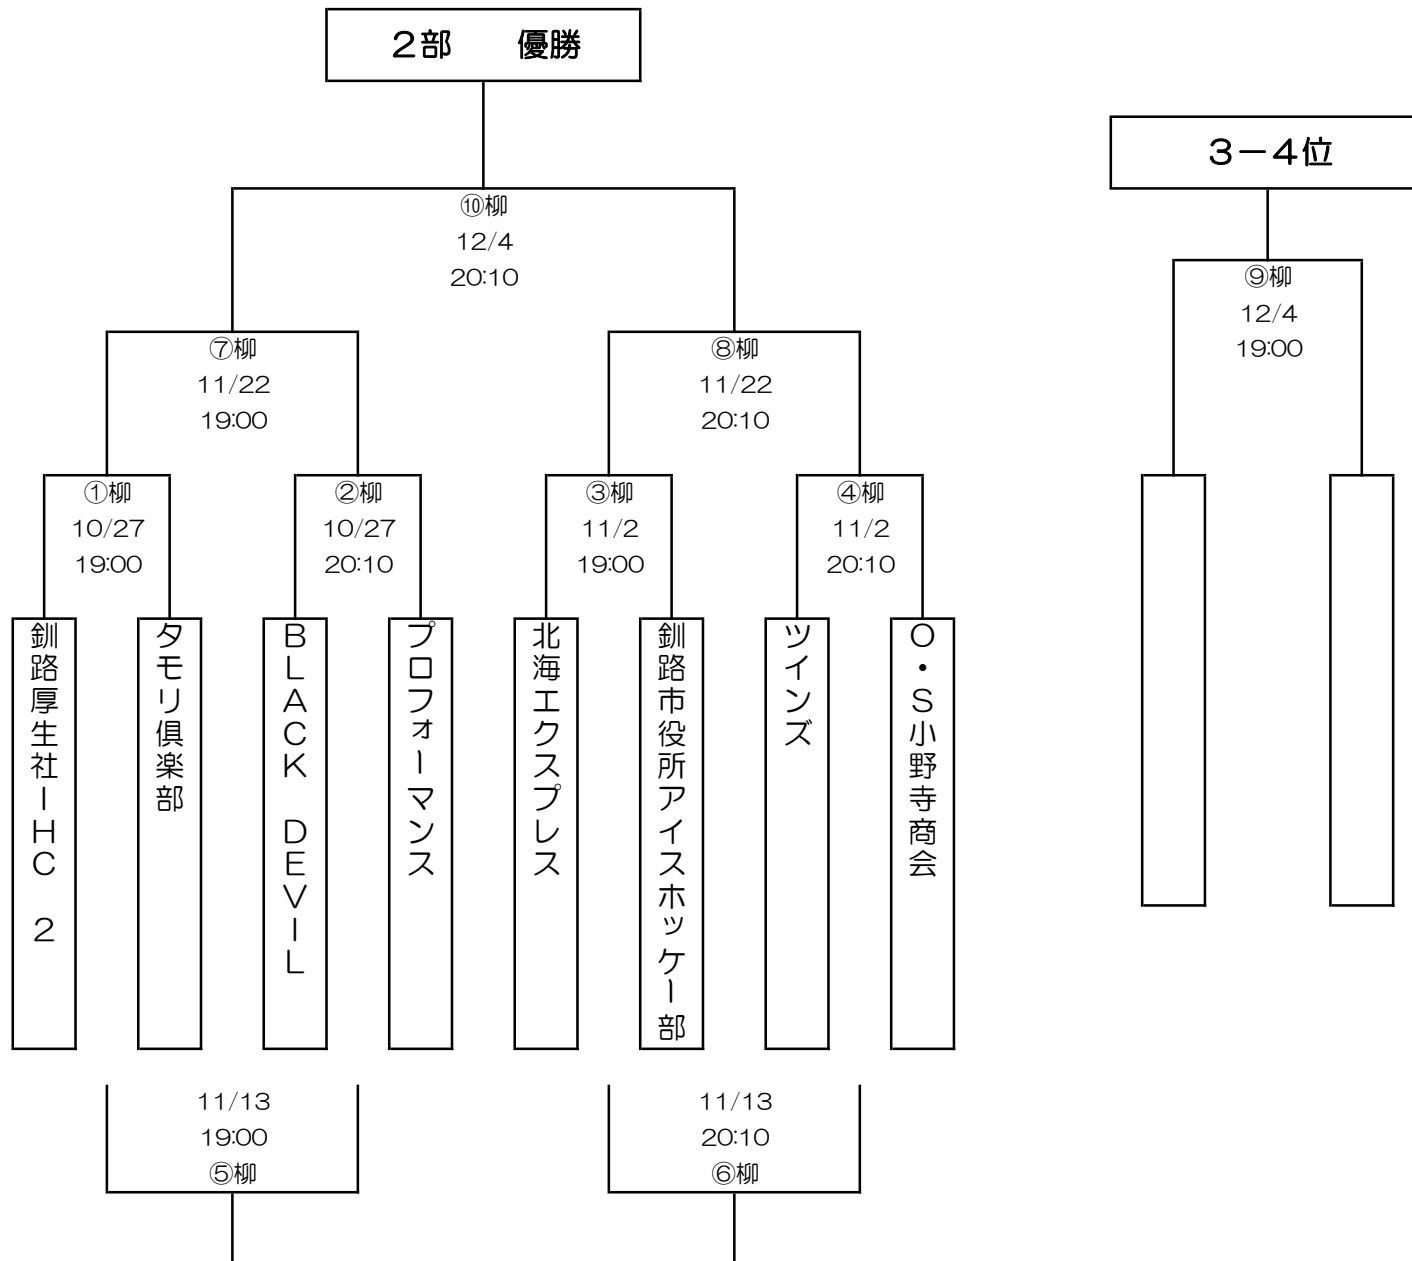 ２部　　優勝
３－４位
⑩柳
12/4
20:10
⑨柳
12/4
19:00
⑦柳
11/22
19:00
⑧柳
11/22
20:10
①柳
10/27
19:00
②柳
10/27
20:10
③柳
11/2
19:00
④柳
11/2
20:10
釧路厚生社ＩＨＣ　２
タモリ倶楽部
ＢＬＡＣＫ　ＤＥＶＩＬ
プロフォーマンス
北海エクスプレス
釧路市役所アイスホッケー部
ツインズ
Ｏ・Ｓ小野寺商会
11/13
19:00
⑤柳
11/13
20:10
⑥柳